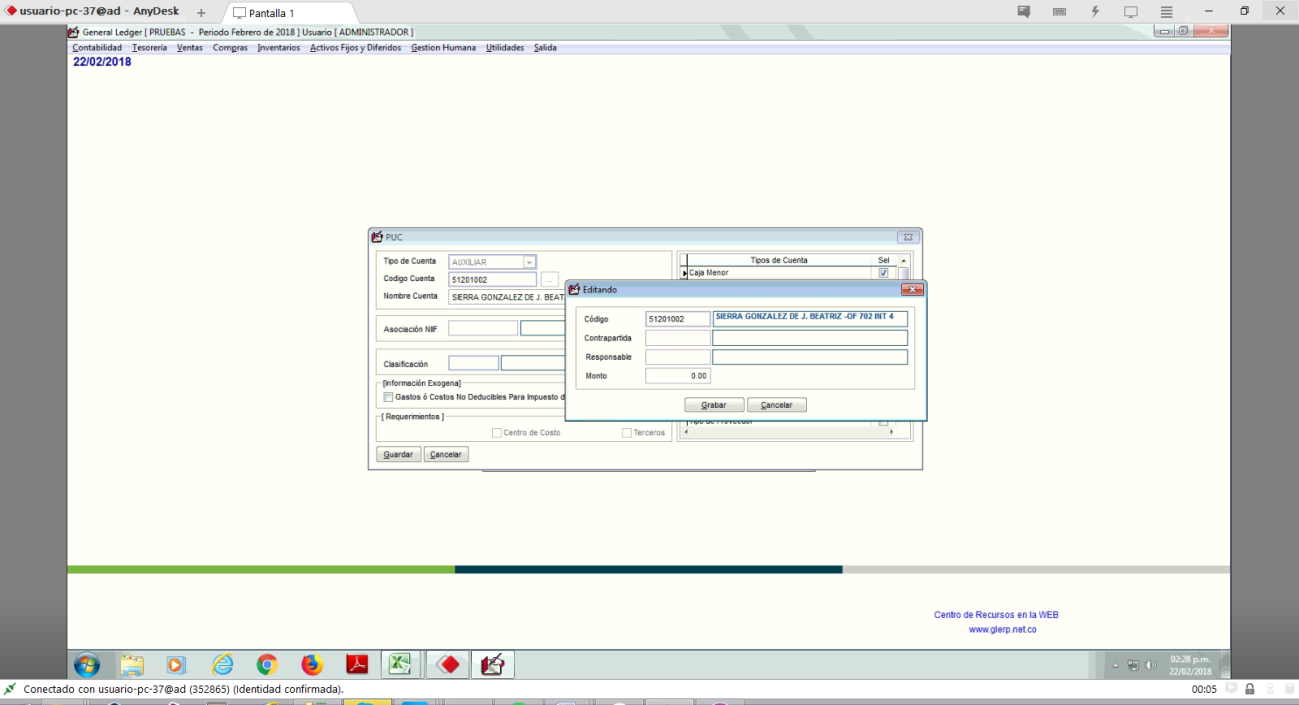 usuario-pc-37@ad - AnyDesk + Pantalla 1
General Ledger [ PRUEBAS - Periodo Febrero de 2018 ] Usuario [ ADMINISTRADOR ]
Contabilidad Tesorería Ventas Compras Inventarios Activos Fijos y Diferidos Gestion Humana Utilidades Salida
22/02/2018
PUC
Tipo de Cuenta AUXILIAR
Codigo Cuenta 51201002 ...
Nombre Cuenta SIERRA GONZALEZ DE J. BEAT
Asociación NIIF
Clasificación
[Información Exogena]
Gastos ó Costos No Deducibles Para Impuesto d
[ Requerimientos ]
Centro de Costo Terceros
Guardar Cancelar
Tipos de Cuenta Sel
Caja Menor
Editando
Código 51201002 SIERRA GONZALEZ DE J. BEATRIZ -OF 702 INT 4
Contrapartida
Responsable
Monto 0.00
Grabar Cancelar
Tipo de Proveedor
Centro de Recursos en la WEB
www.glerp.net.co
02:28 p.m.
22/02/2018
Conectado con usuario-pc-37@ad (352865) (Identidad confirmada). 00:05